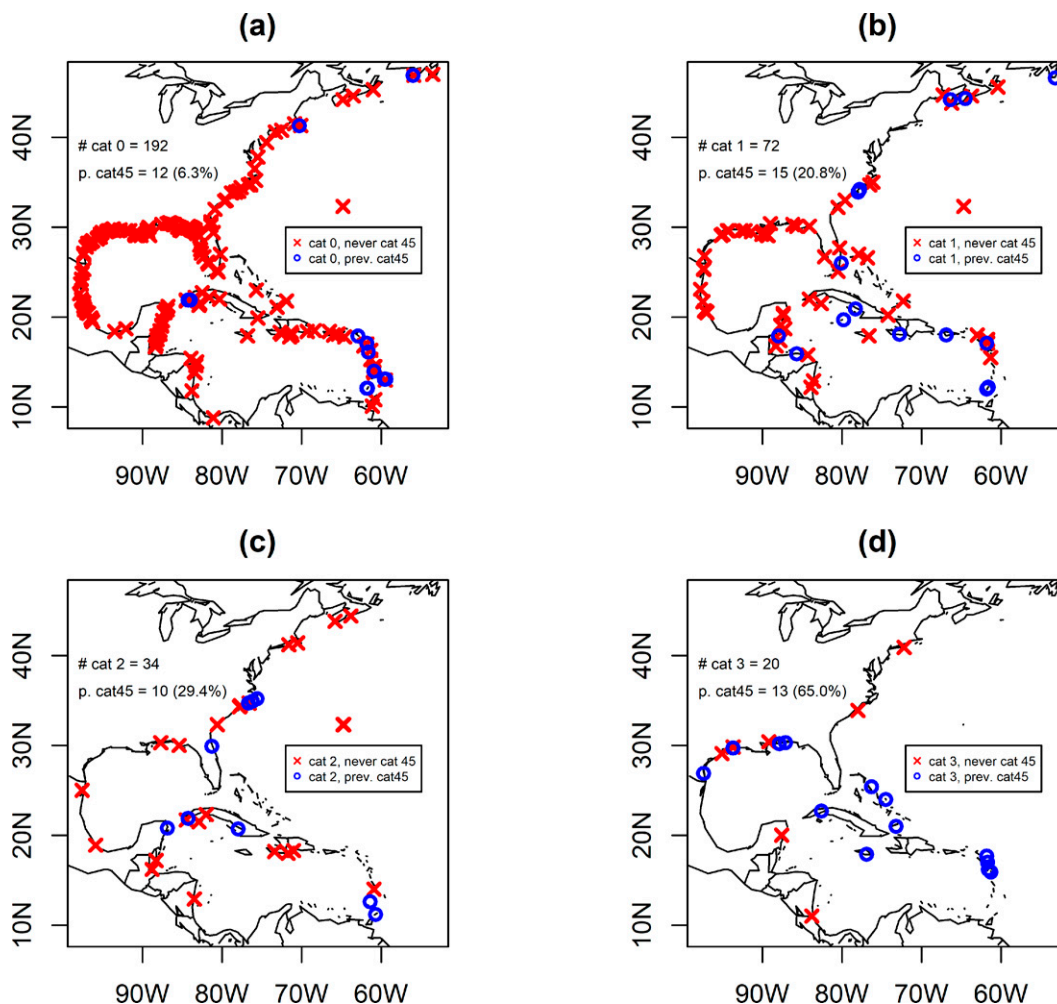 (a)
# cat 0 = 192
p. cat45 = 12 (6.3%)
cat 0, never cat 45
cat 0, prev. cat45
10N 20N 30N 40N
90W 80W 70W 60W
(b)
# cat 1 = 72
p. cat45 = 15 (20.8%)
cat 1, never cat 45
cat 1, prev. cat45
10N 20N 30N 40N
90W 80W 70W 60W
(c)
# cat 2 = 34
p. cat45 = 10 (29.4%)
cat 2, never cat 45
cat 2, prev. cat45
10N 20N 30N 40N
90W 80W 70W 60W
(d)
# cat 3 = 20
p. cat45 = 13 (65.0%)
cat 3, never cat 45
cat 3, prev. cat45
10N 20N 30N 40N
90W 80W 70W 60W